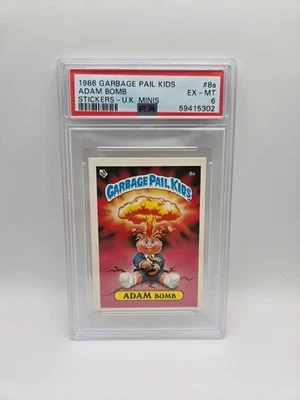 1986 GARBAGE PAIL KIDS #8a
ADAM BOMB EX - MT
STICKERS - U.K. MINIS 6
PSA 59415302
8a
GARBAGE PAIL KIDS
ADAM BOMB